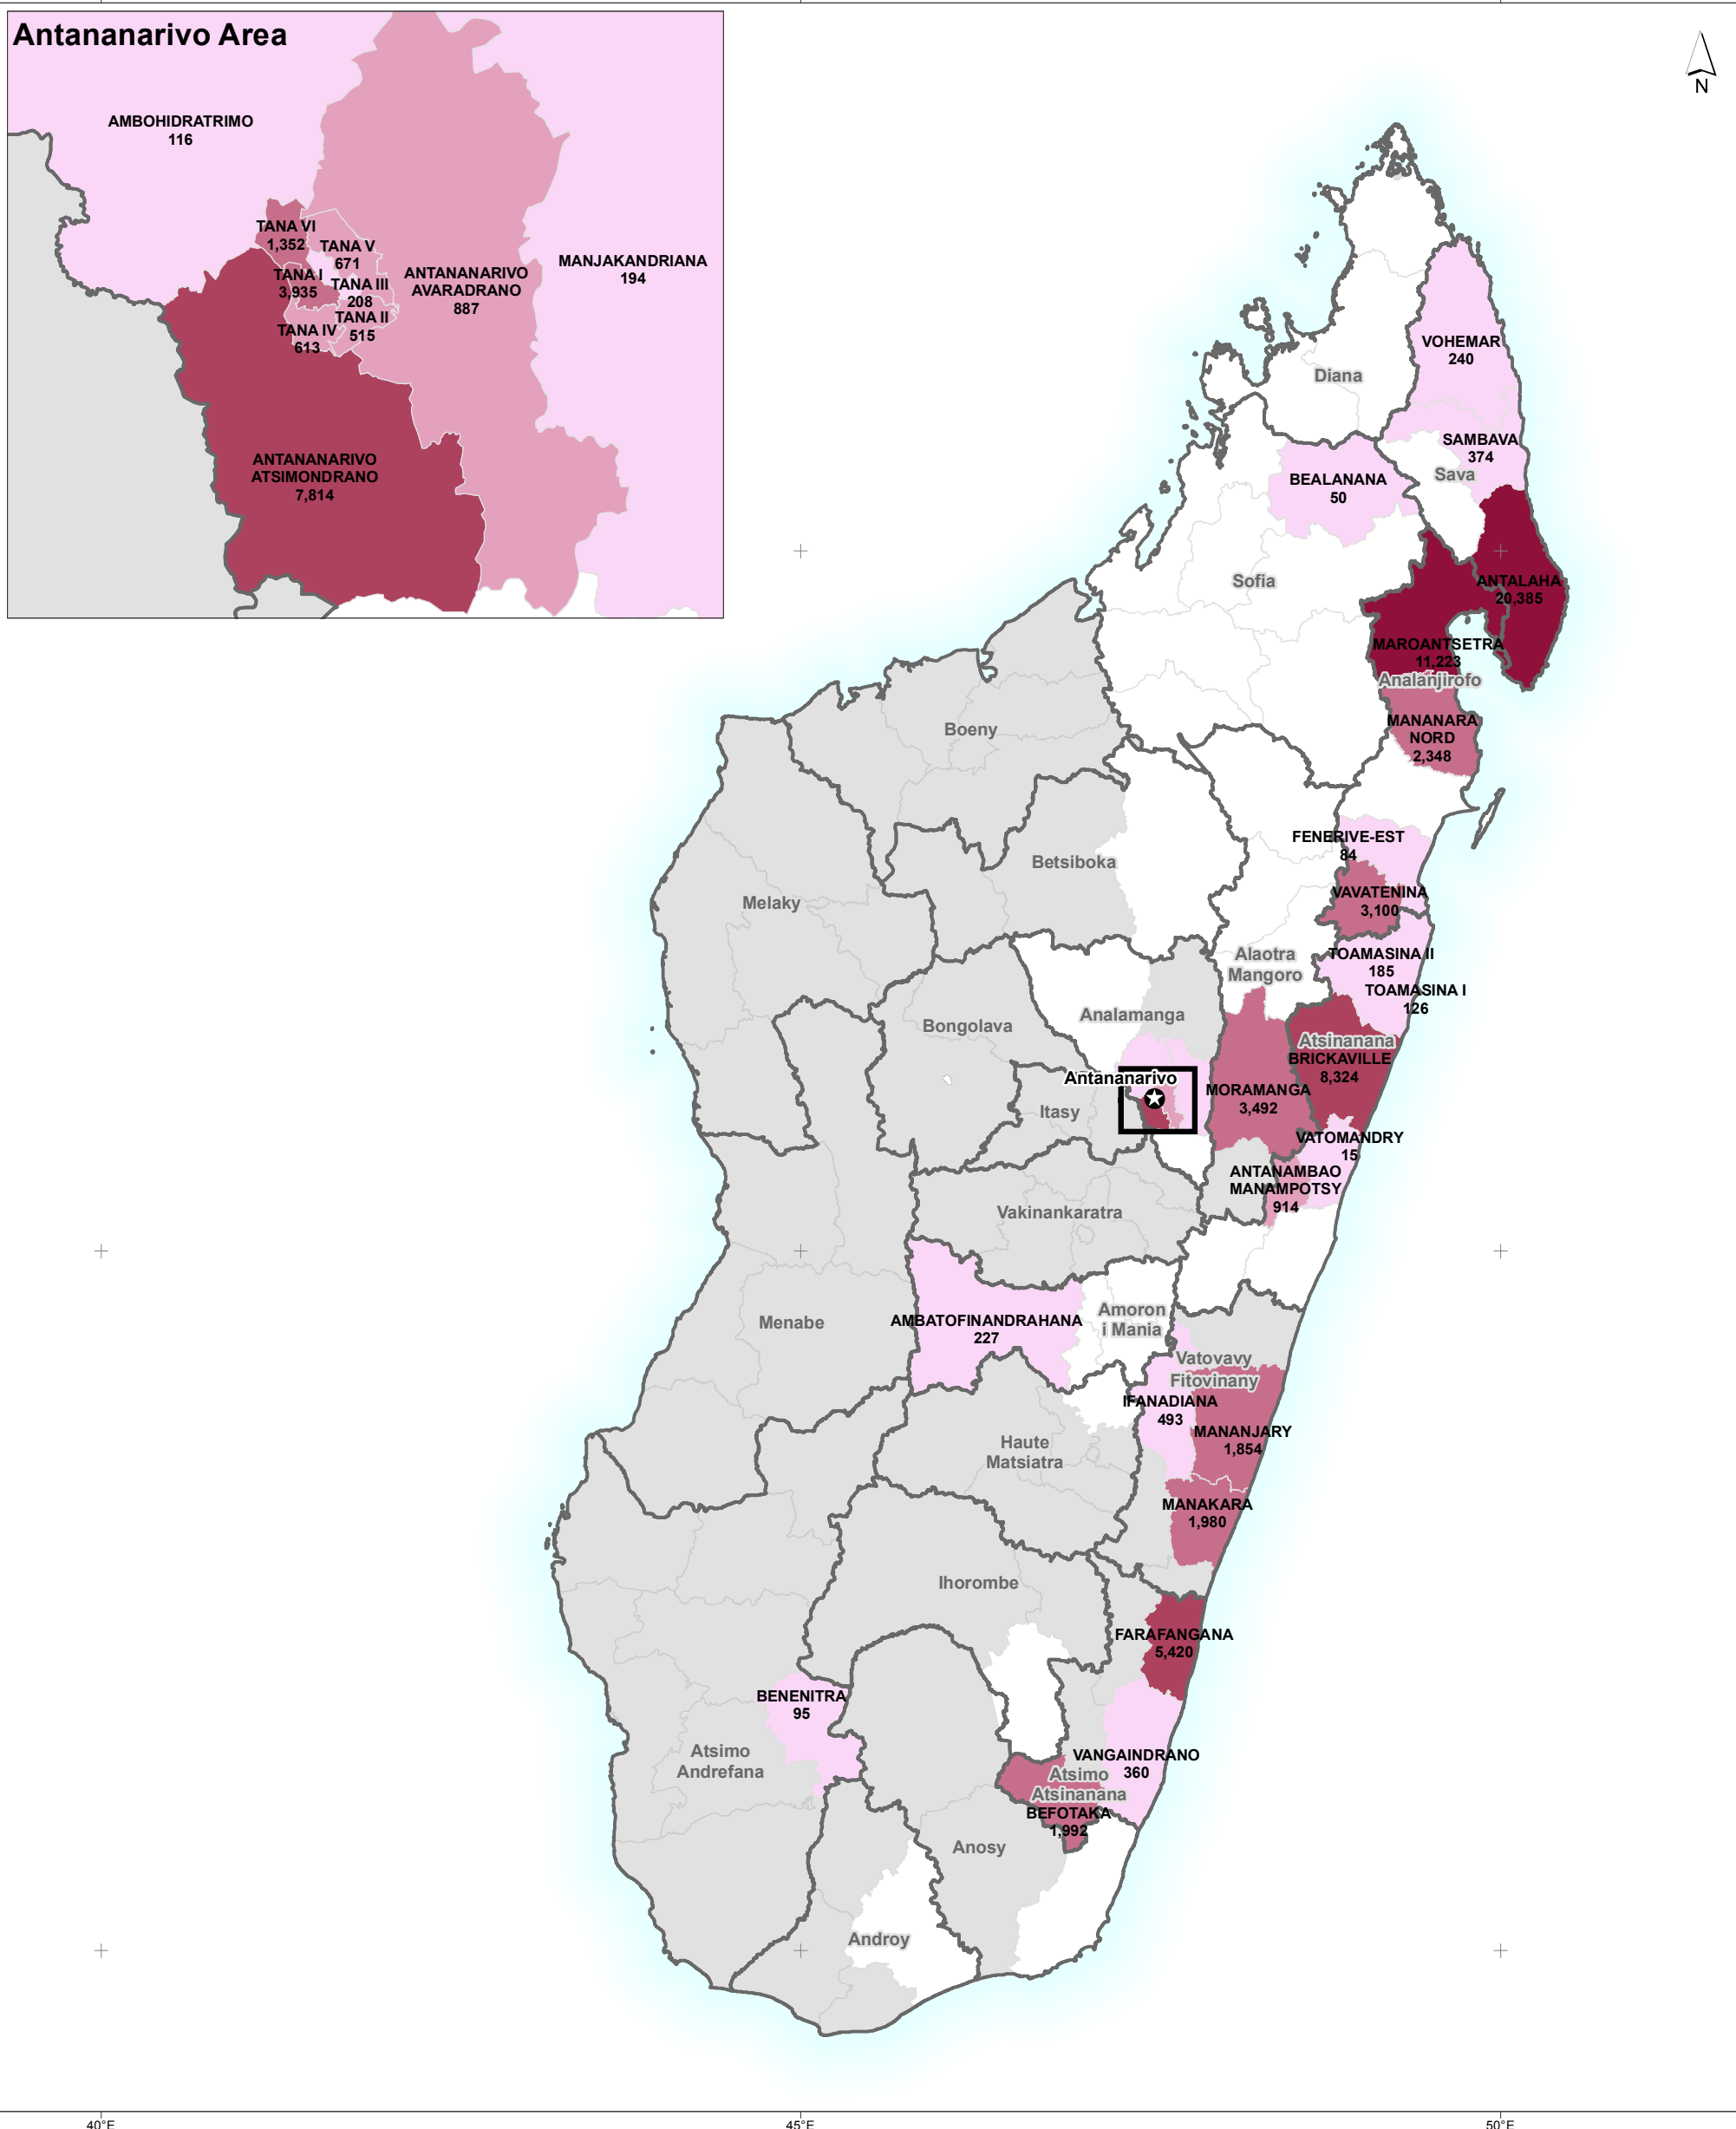 Antananarivo Area
N
AMBOHIDRATRIMO
116
TANA VI
1,352
TANA V
671
TANA I
3,935
TANA III
208
TANA II
515
TANA IV
613
ANTANANARIVO
AVARADRANO
887
MANJAKANDRIANA
194
ANTANANARIVO
ATSIMONDRANO
7,814
VOHEMAR
240
Diana
SAMBAVA
374
Sava
BEALANANA
50
Sofia
ANTALAHA
20,385
MAROANTSETRA
11,223
Analanjirofo
MANANARA
NORD
2,348
Boeny
FENERIVE-EST
84
Betsiboka
VAVATENINA
3,100
Melaky
Alaotra
Mangoro
TOAMASINA II
185
TOAMASINA I
126
Bongolava
Analamanga
Atsinanana
BRICKAVILLE
8,324
Antananarivo
MORAMANGA
3,492
Itasy
VATOMANDRY
15
ANTANAMBAO
MANAMPOTSY
914
Vakinankaratra
Menabe
AMBATOFINANDRAHANA
227
Amoron
i Mania
Vatovavy
Fitovinany
IFANADIANA
493
MANANJARY
1,854
Haute
Matsiatra
MANAKARA
1,980
Ihorombe
FARAFANGANA
5,420
BENENITRA
95
Atsimo
Andrefana
VANGAINDRANO
360
Atsimo
Atsinanana
BEFOTAKA
1,992
Anosy
Androy
40°E
45°E
50°E